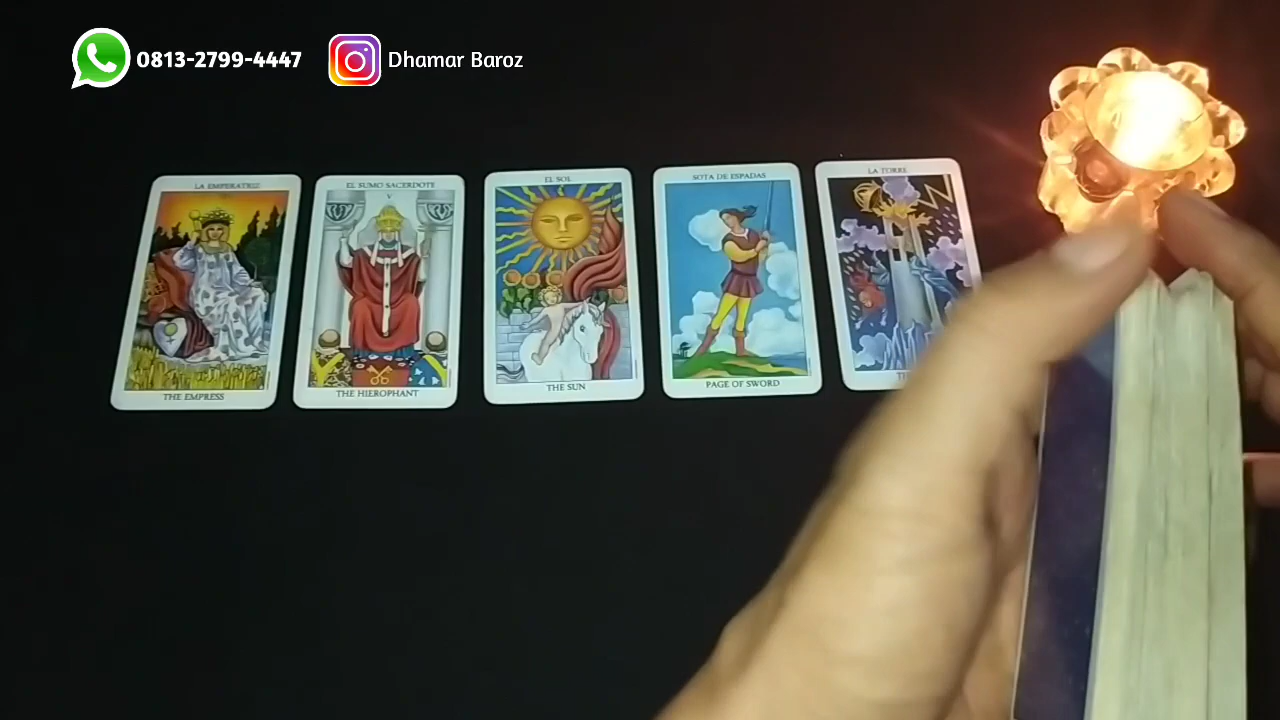 0813-2799-4447
Dhamar Baroz
LA EMPERATRIZ
THE EMPRESS
EL SUMO SACERDOTE
V
THE HIEROPHANT
EL SOL
THE SUN
SOTA DE ESPADAS
PAGE OF SWORD
LA TORRE